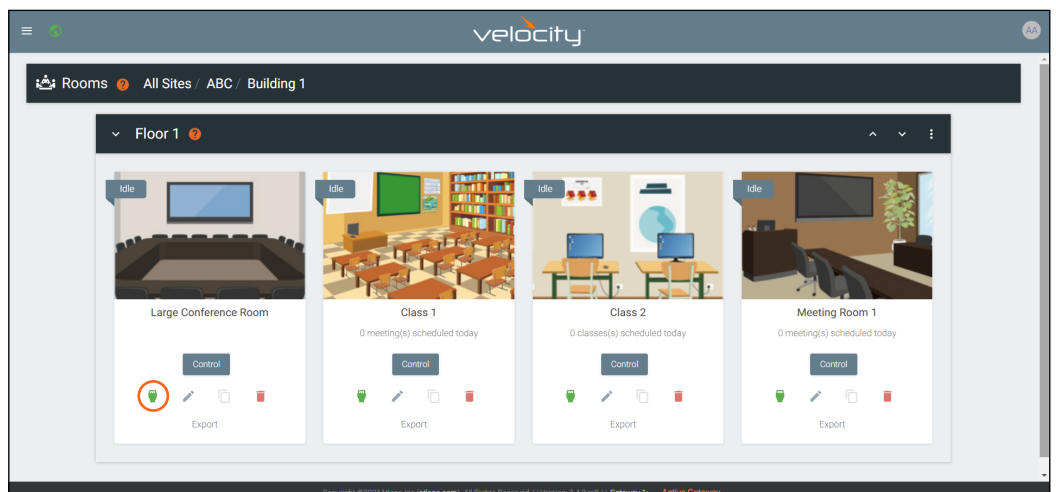 velocity
AA
Rooms ? All Sites / ABC / Building 1
Floor 1 ?
Idle
Idle
Idle
Idle
Large Conference Room
Class 1
Class 2
Meeting Room 1
0 meeting(s) scheduled today
0 classes(s) scheduled today
0 meeting(s) scheduled today
Control
Control
Control
Control
Export
Export
Export
Export